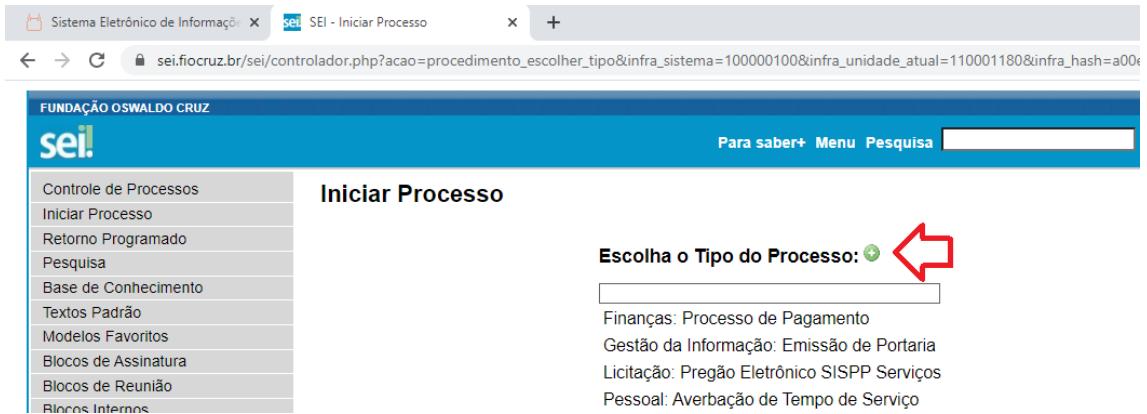 Sistema Eletrônico de Informaçõe
SEI - Iniciar Processo
sei.fiocruz.br/sei/controlador.php?acao=procedimento_escolher_tipo&infra_sistema=100000100&infra_unidade_atual=110001180&infra_hash=a00e
FUNDAÇÃO OSWALDO CRUZ
sei!
Para saber+ Menu Pesquisa
Controle de Processos
Iniciar Processo
Retorno Programado
Pesquisa
Base de Conhecimento
Textos Padrão
Modelos Favoritos
Blocos de Assinatura
Blocos de Reunião
Blocos Internos
Iniciar Processo
Escolha o Tipo do Processo:
Finanças: Processo de Pagamento
Gestão da Informação: Emissão de Portaria
Licitação: Pregão Eletrônico SISPP Serviços
Pessoal: Averbação de Tempo de Serviço